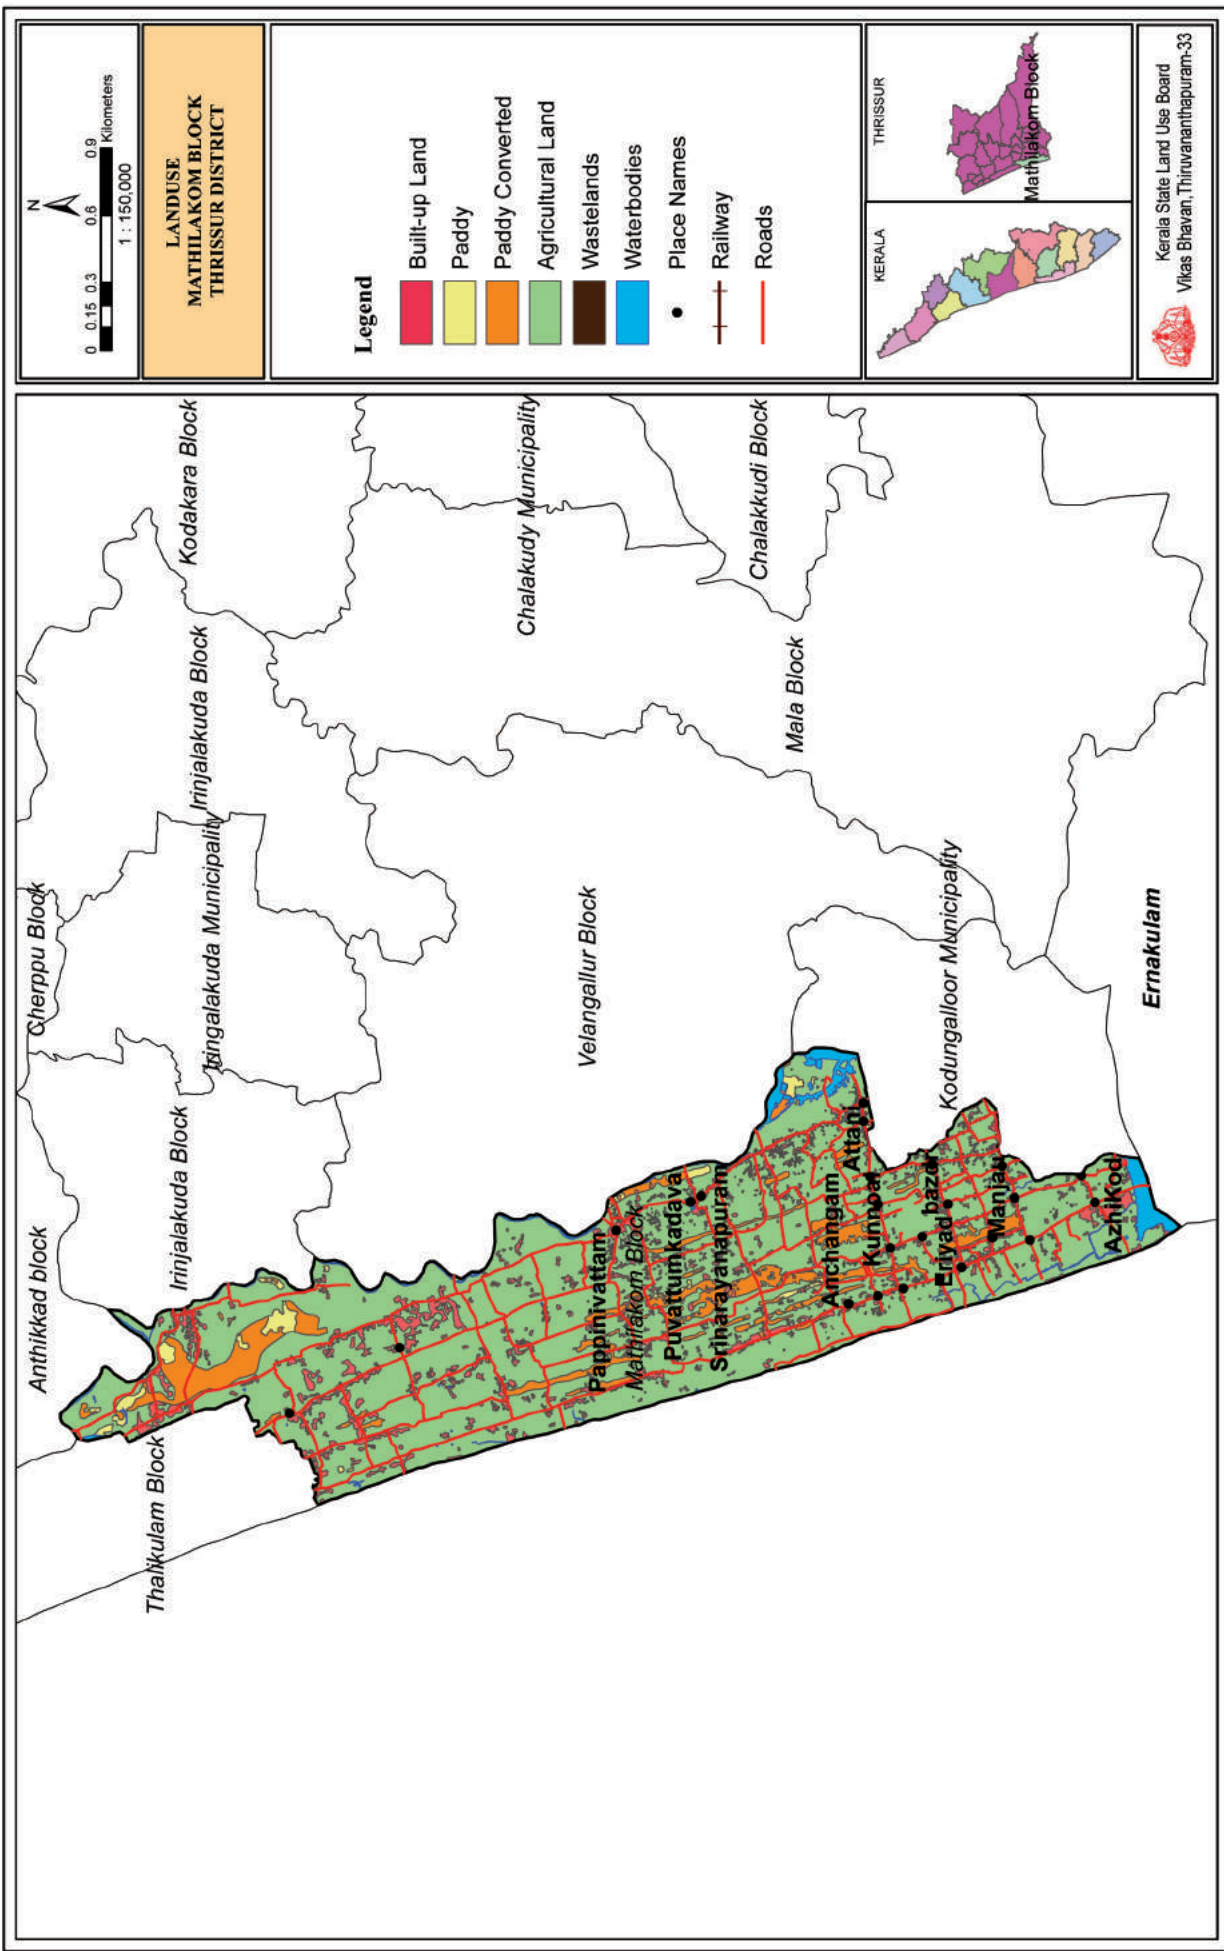 N
0 0.15 0.3 0.6 0.9
Kilometers
1 : 150,000
LANDUSE
MATHILAKOM BLOCK
THRISSUR DISTRICT
Legend
Built-up Land
Paddy
Paddy Converted
Agricultural Land
Wastelands
Waterbodies
Place Names
Railway
Roads
KERALA
THRISSUR
Mathilakom Block
Kerala State Land Use Board
Vikas Bhavan, Thiruvananthapuram-33
Anthikkad block
Cherppu Block
Thalikulam Block
Irinjalakuda Block
Iringalakuda Municipality
Irinjalakuda Block
Kodakara Block
Chalakudy Municipality
Velangallur Block
Pappinivattam
Mathilakom Block
Puvattumkadava
Srinarayanapuran
Chalakkudi Block
Mala Block
Anchangam
Attani
Kunnbal
Eriyad bazar
Kodungalloor Municipality
Manjali
Azhikod
Ernakulam